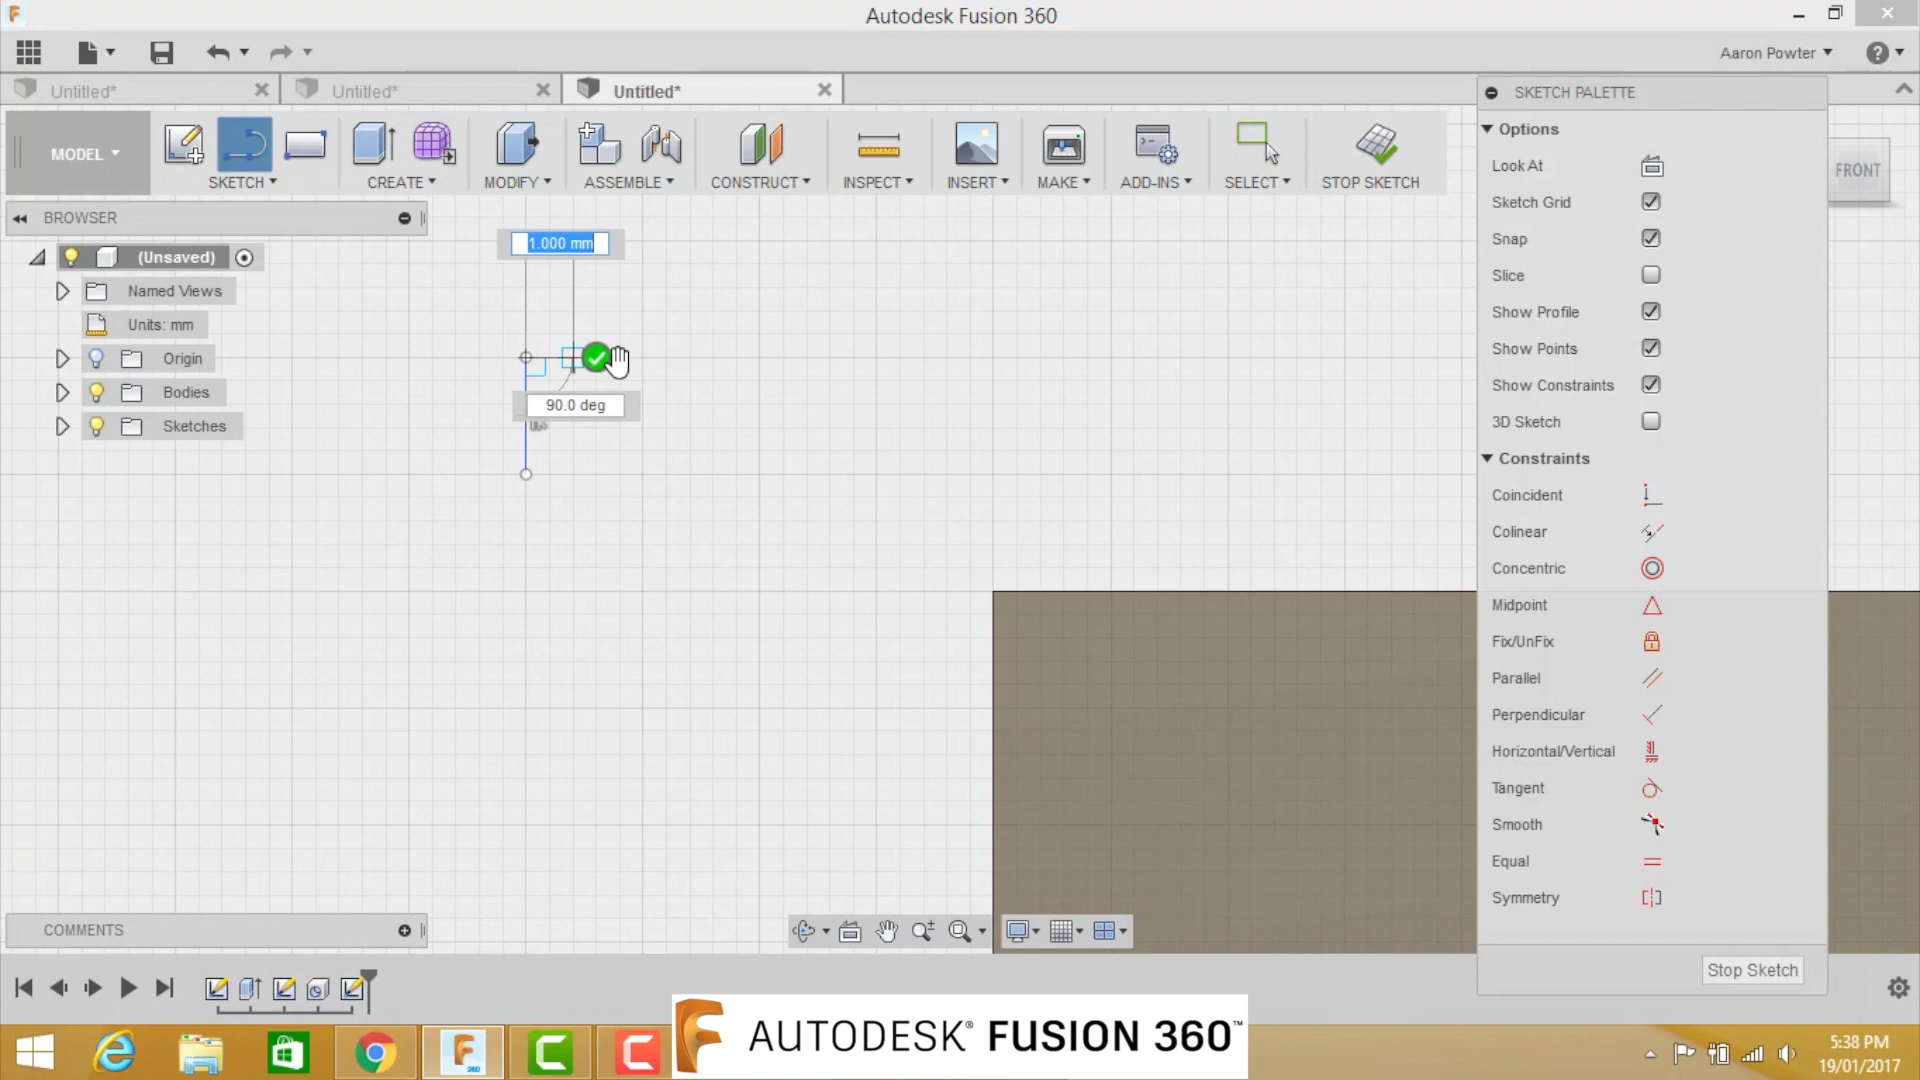 Autodesk Fusion 360
Aaron Powter
Untitled*
Untitled*
Untitled*
MODEL
SKETCH
CREATE
MODIFY
ASSEMBLE
CONSTRUCT
INSPECT
INSERT
MAKE
ADD-INS
SELECT
STOP SKETCH
SKETCH PALETTE
Options
Look At
Sketch Grid
Snap
Slice
Show Profile
Show Points
Show Constraints
3D Sketch
Constraints
Coincident
Colinear
Concentric
Midpoint
Fix/UnFix
Parallel
Perpendicular
Horizontal/Vertical
Tangent
Smooth
Equal
Symmetry
Stop Sketch
FRONT
BROWSER
(Unsaved)
Named Views
Units: mm
Origin
Bodies
Sketches
1.000 mm
90.0 deg
COMMENTS
360
AUTODESK® FUSION 360™
5:38 PM
19/01/2017